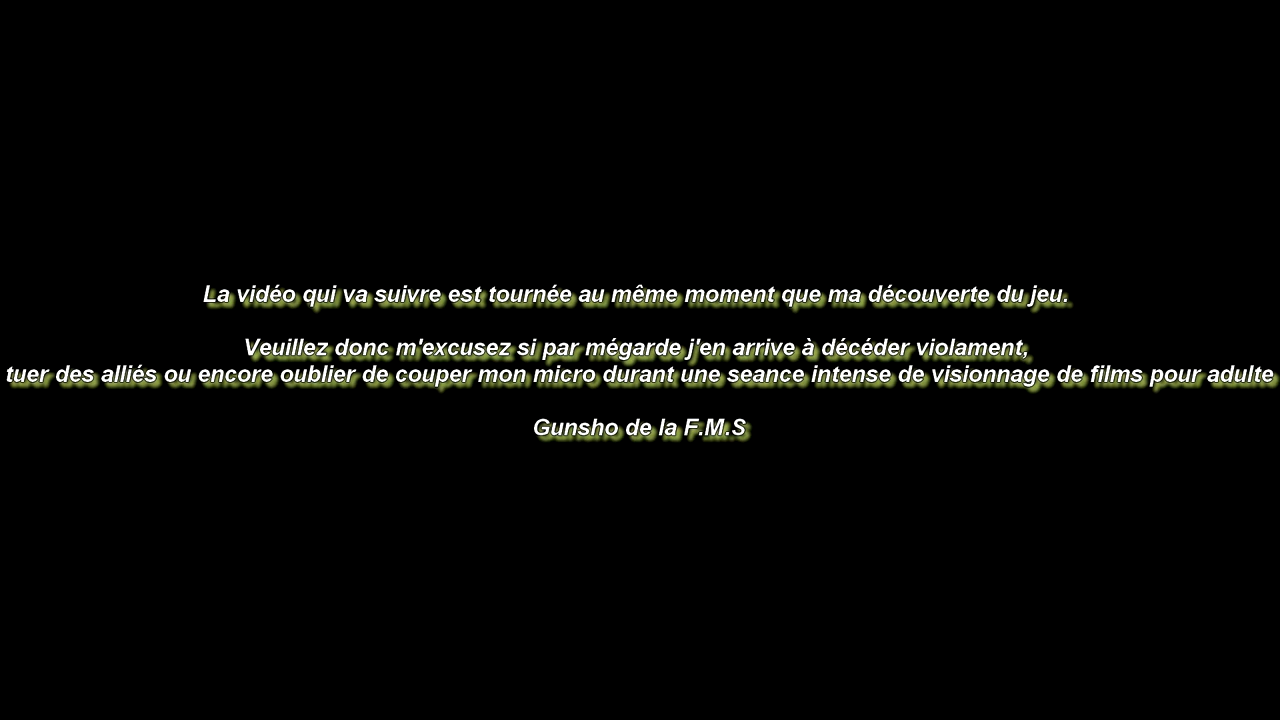 La vidéo qui va suivre est tournée au même moment que ma découverte du jeu.
Veuillez donc m'excusez si par mégarde j'en arrive à décéder violament,
tuer des alliés ou encore oublier de couper mon micro durant une seance intense de visionnage de films pour adulte
Gunsho de la F.M.S